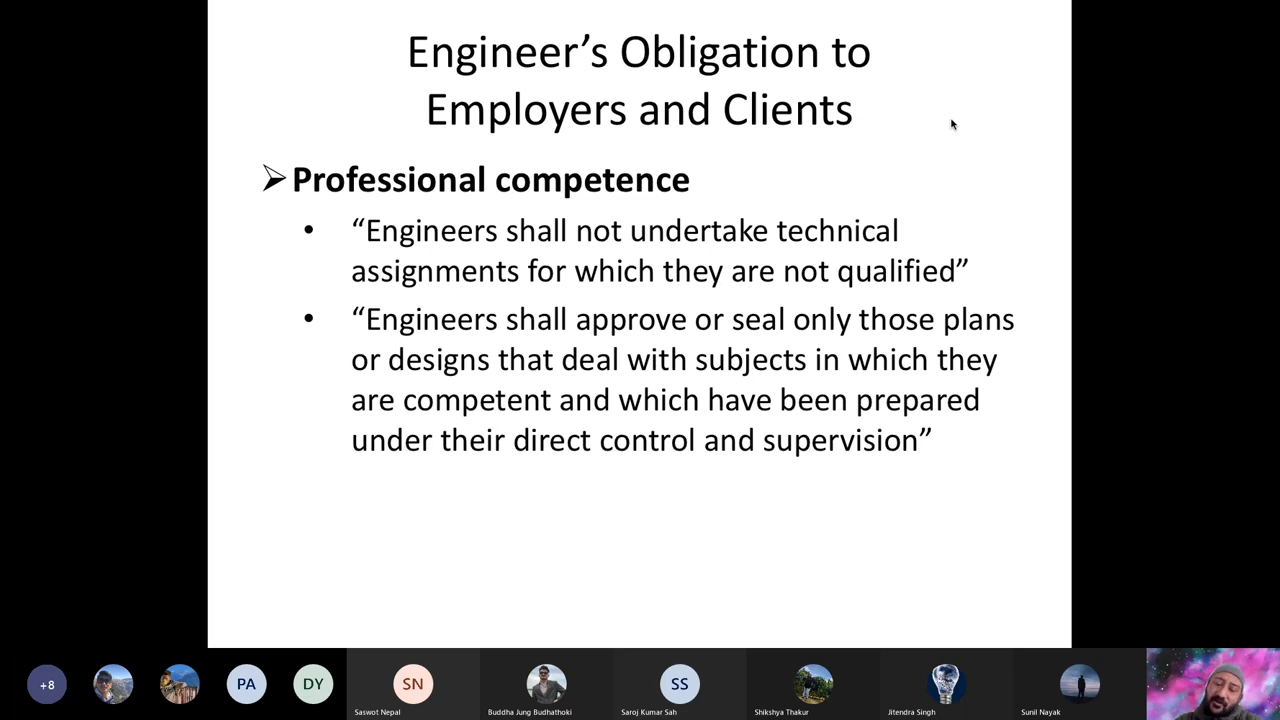 Engineer’s Obligation to
Employers and Clients
Professional competence
“Engineers shall not undertake technical
assignments for which they are not qualified”
“Engineers shall approve or seal only those plans
or designs that deal with subjects in which they
are competent and which have been prepared
under their direct control and supervision”
+8
PA
DY
SN
SS
Saswot Nepal
Buddha Jung Budhathoki
Saroj Kumar Sah
Shikshya Thakur
Jitendra Singh
Sunil Nayak